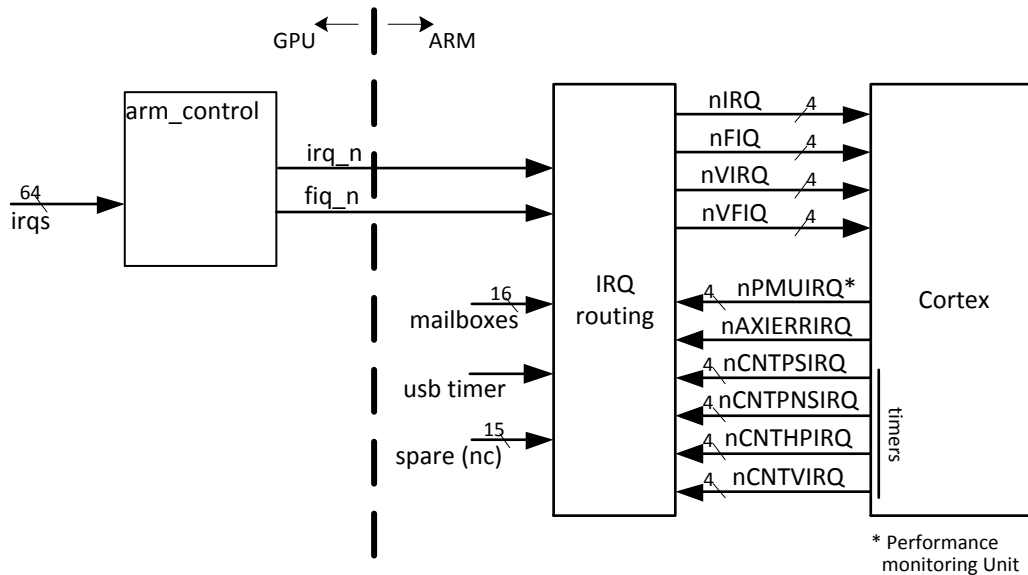 GPU
ARM
arm_control
64
irqs
irq_n
fiq_n
16
mailboxes
usb timer
15
spare (nc)
IRQ
routing
nIRQ
4
nFIQ
4
nVIRQ
4
nVFIQ
4
4
nPMUIRQ*
nAXIERRIRQ
4
nCNTPSIRQ
4
nCNTPNSIRQ
4
nCNTHPIRQ
4
nCNTVIRQ
Cortex
timers
* Performance
monitoring Unit